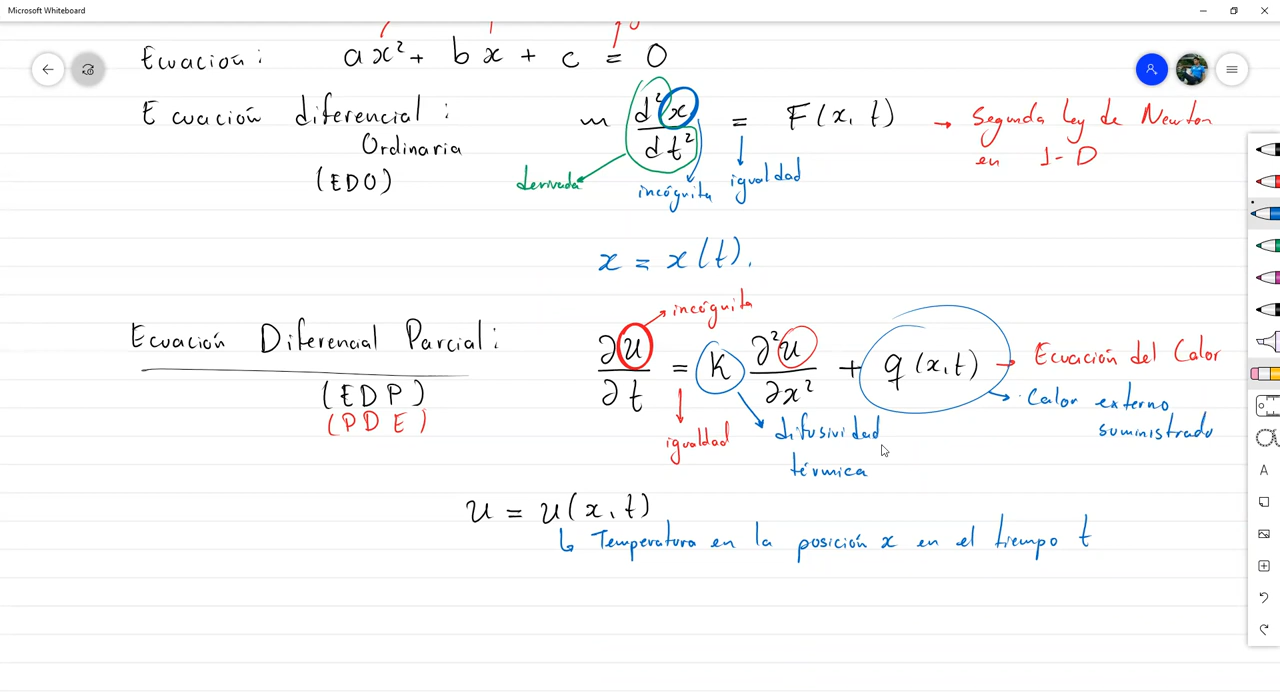 Microsoft Whiteboard
Ecuación: ax² + bx + c = 0
Ecuación diferencial: m d²x/dt² = F(x,t) → Segunda Ley de Newton
Ordinaria
en 1-D
(EDO)
derivada
incógnita
igualdad
x = x(t).
incógnita
Ecuación Diferencial Parcial: ∂u/∂t = K ∂²u/∂x² + q(x,t) → Ecuación del Calor
(EDP)
(PDE)
Calor externo
suministrado
igualdad
difusividad
térmica
u = u(x,t)
↳ Temperatura en la posición x en el tiempo t
A